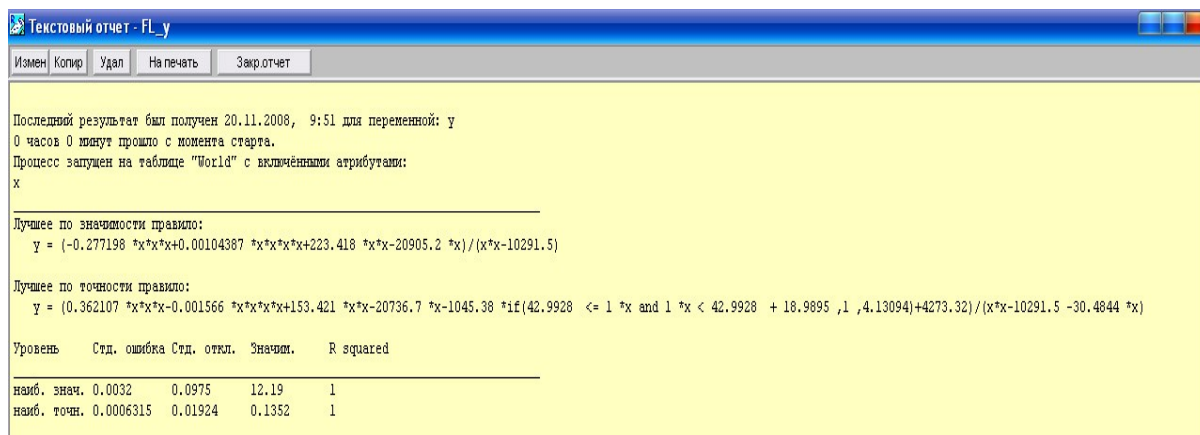 Текстовый отчет - FL_y
Измен Копир Удал На печать Закр.отчет
Последний результат был получен 20.11.2008, 9:51 для переменной: y
0 часов 0 минут прошло с момента старта.
Процесс запущен на таблице "World" с включёнными атрибутами:
x
Лучшее по значимости правило:
y = (-0.277198 *x*x*x+0.00104387 *x*x*x*x+223.418 *x*x-20905.2 *x)/(x*x-10291.5)
Лучшее по точности правило:
y = (0.362107 *x*x*x-0.001566 *x*x*x*x+153.421 *x*x-20736.7 *x-1045.38 *if(42.9928 <= 1 *x and 1 *x < 42.9928 + 18.9895 ,1 ,4.13094)+4273.32)/(x*x-10291.5 -30.4844 *x)
Уровень Стд. ошибка Стд. откл. Значим. R squared
наиб. знач. 0.0032 0.0975 12.19 1
наиб. точн. 0.0006315 0.01924 0.1352 1